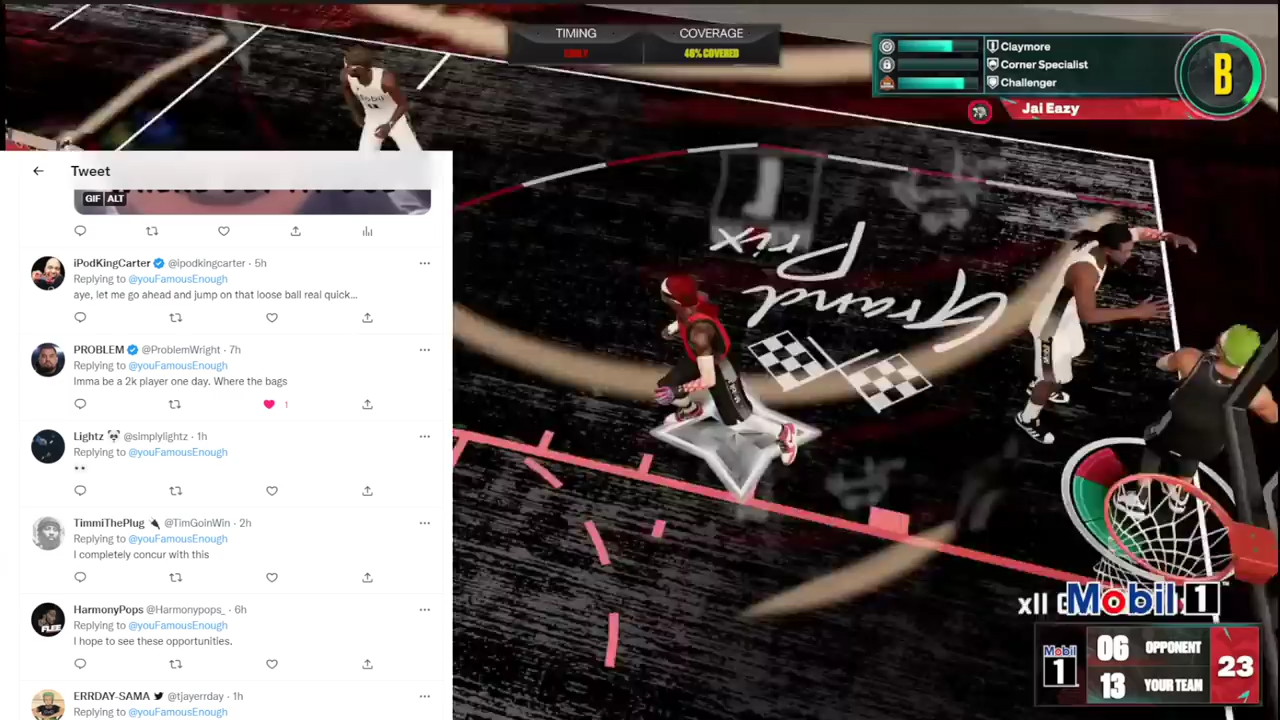 TIMING
COVERAGE
EARLY
46% COVERED
Claymore
Corner Specialist
Challenger
B
Jai Eazy
Tweet
GIF ALT
iPodKingCarter @ipodkingcarter · 5h
Replying to @youFamousEnough
aye, let me go ahead and jump on that loose ball real quick...
PROBLEM @ProblemWright · 7h
Replying to @youFamousEnough
Imma be a 2k player one day. Where the bags
1
Lightz 🐼 @simplylightz · 1h
Replying to @youFamousEnough
👀
TimmiThePlug 🔌 @TimGoinWin · 2h
Replying to @youFamousEnough
I completely concur with this
HarmonyPops @Harmonypops_ · 6h
Replying to @youFamousEnough
I hope to see these opportunities.
ERRDAY-SAMA @tjayerrday · 1h
Replying to @youFamousEnough
Grand
Prix
Mobil 1
Mobil
1
06 OPPONENT
13 YOUR TEAM
23